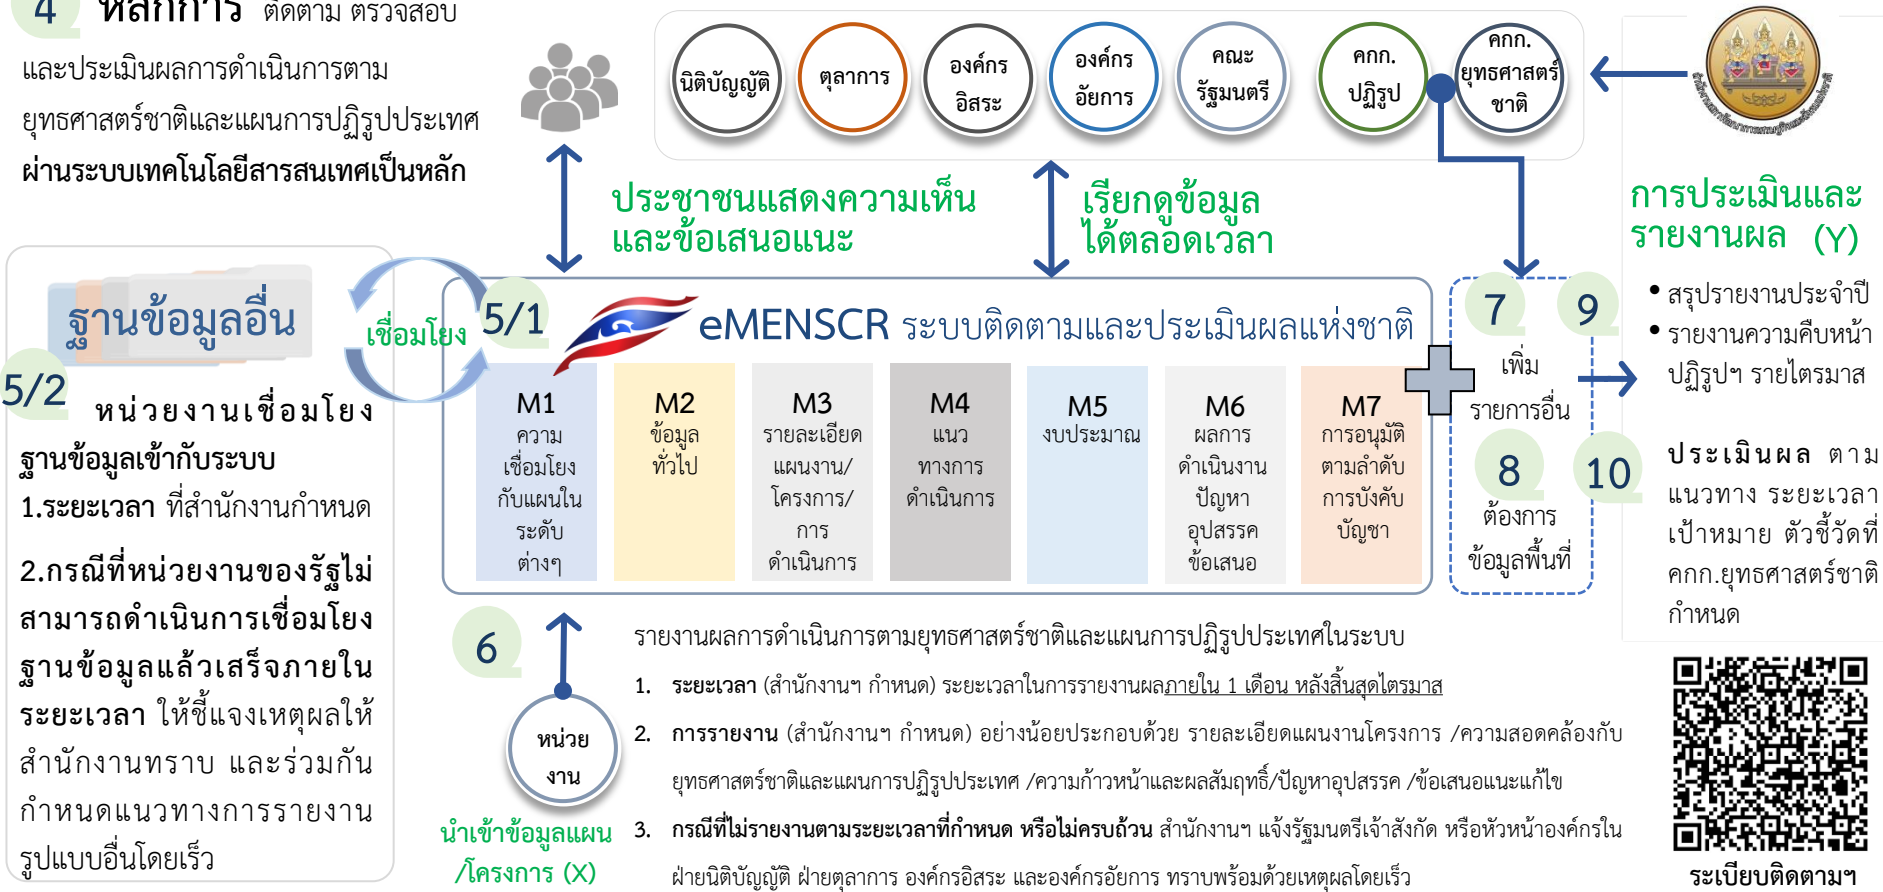 4 หลักการ ติดตาม ตรวจสอบ
และประเมินผลการดำเนินการตาม
ยุทธศาสตร์ชาติและแผนการปฏิรูปประเทศ
ผ่านระบบเทคโนโลยีสารสนเทศเป็นหลัก
นิติบัญญัติ
ตุลาการ
องค์กร
อิสระ
องค์กร
อัยการ
คณะ
รัฐมนตรี
คกก.
ปฏิรูป
คกก.
ยุทธศาสตร์
ชาติ
ประชาชนแสดงความเห็น
และข้อเสนอแนะ
เรียกดูข้อมูล
ได้ตลอดเวลา
การประเมินและ
รายงานผล (Y)
• สรุปรายงานประจำปี
• รายงานความคืบหน้า
ปฏิรูปฯ รายไตรมาส
ประเมินผล ตาม
แนวทาง ระยะเวลา
เป้าหมาย ตัวชี้วัดที่
คกก.ยุทธศาสตร์ชาติ
กำหนด
ฐานข้อมูลอื่น
เชื่อมโยง
5/1
eMENSCR ระบบติดตามและประเมินผลแห่งชาติ
5/2
หน่วยงานเชื่อมโยง
ฐานข้อมูลเข้ากับระบบ
1.ระยะเวลา ที่สำนักงานกำหนด
2.กรณีที่หน่วยงานของรัฐไม่
สามารถดำเนินการเชื่อมโยง
ฐานข้อมูลแล้วเสร็จภายใน
ระยะเวลา ให้ชี้แจงเหตุผลให้
สำนักงานทราบ และร่วมกัน
กำหนดแนวทางการรายงาน
รูปแบบอื่นโดยเร็ว
M1
ความ
เชื่อมโยง
กับแผนใน
ระดับ
ต่างๆ
M2
ข้อมูล
ทั่วไป
M3
รายละเอียด
แผนงาน/
โครงการ/
การ
ดำเนินการ
M4
แนว
ทางการ
ดำเนินการ
M5
งบประมาณ
M6
ผลการ
ดำเนินงาน
ปัญหา
อุปสรรค
ข้อเสนอ
M7
การอนุมัติ
ตามลำดับ
การบังคับ
บัญชา
7
เพิ่ม
รายการอื่น
8
ต้องการ
ข้อมูลพื้นที่
9
10
6
หน่วย
งาน
นำเข้าข้อมูลแผน
/โครงการ (X)
รายงานผลการดำเนินการตามยุทธศาสตร์ชาติและแผนการปฏิรูปประเทศในระบบ
1. ระยะเวลา (สำนักงานฯ กำหนด) ระยะเวลาในการรายงานผลภายใน 1 เดือน หลังสิ้นสุดไตรมาส
2. การรายงาน (สำนักงานฯ กำหนด) อย่างน้อยประกอบด้วย รายละเอียดแผนงานโครงการ /ความสอดคล้องกับ
ยุทธศาสตร์ชาติและแผนการปฏิรูปประเทศ /ความก้าวหน้าและผลสัมฤทธิ์/ปัญหาอุปสรรค /ข้อเสนอแนะแก้ไข
3. กรณีที่ไม่รายงานตามระยะเวลาที่กำหนด หรือไม่ครบถ้วน สำนักงานฯ แจ้งรัฐมนตรีเจ้าสังกัด หรือหัวหน้าองค์กรใน
ฝ่ายนิติบัญญัติ ฝ่ายตุลาการ องค์กรอิสระ และองค์กรอัยการ ทราบพร้อมด้วยเหตุผลโดยเร็ว
ระเบียบติดตามฯ